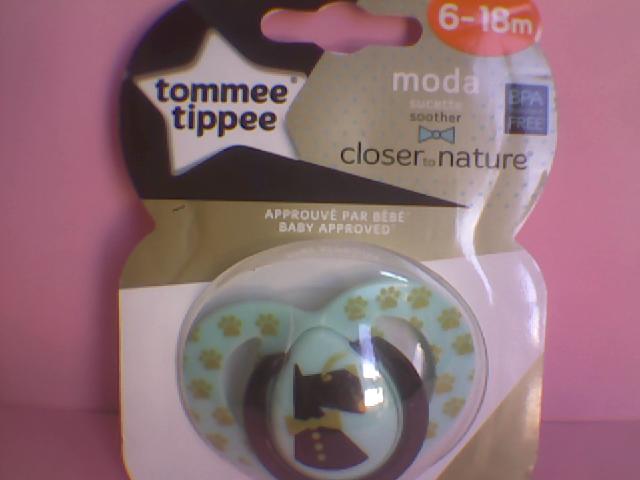 6-18m
tommee
tippee
moda
sucette
soother
BPA
FREE
closer to nature
APPROUVÉ PAR BÉBÉ
BABY APPROVED